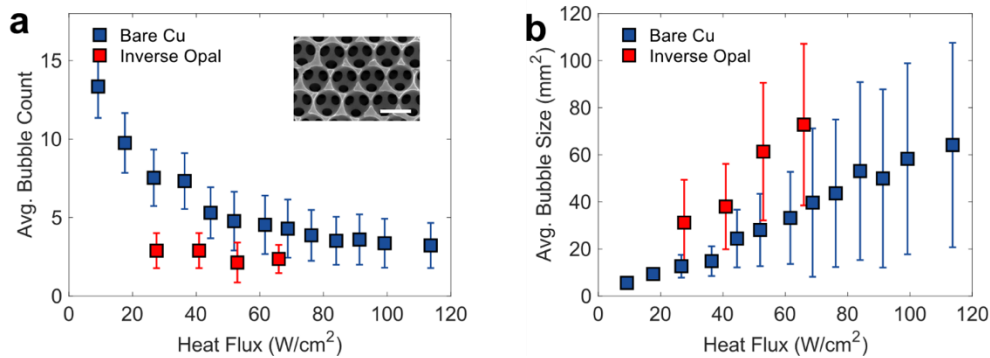 a
Bare Cu
Inverse Opal
15
10
5
0
Avg. Bubble Count
0 20 40 60 80 100 120
Heat Flux (W/cm²)
b
Bare Cu
Inverse Opal
120
100
80
60
40
20
0
Avg. Bubble Size (mm²)
0 20 40 60 80 100 120
Heat Flux (W/cm²)